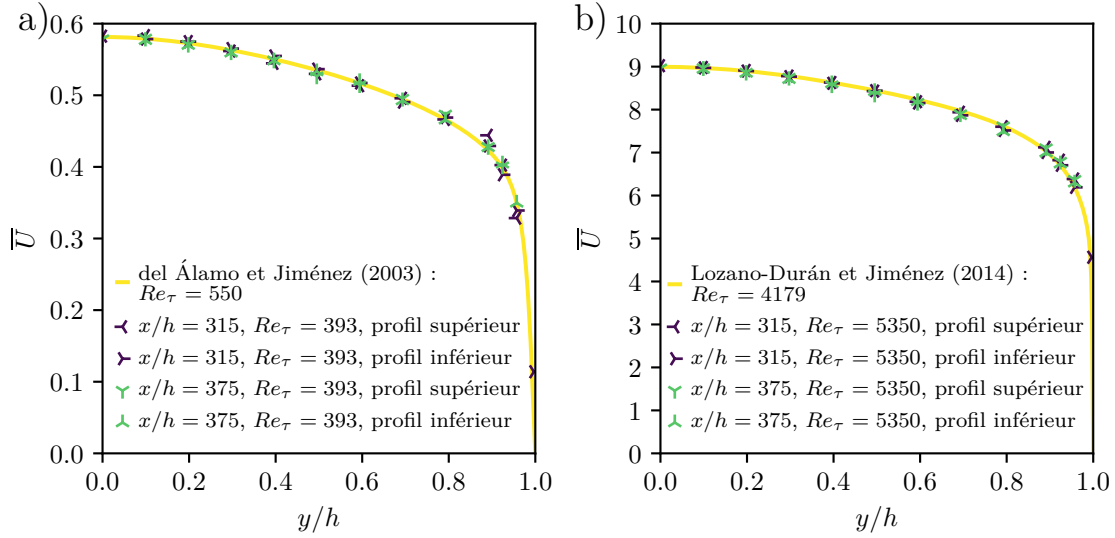 a)
0.6
0.5
0.4
0.3
0.2
0.1
0.0
U̅
del Álamo et Jiménez (2003) :
Re_τ = 550
x/h = 315, Re_τ = 393, profil supérieur
x/h = 315, Re_τ = 393, profil inférieur
x/h = 375, Re_τ = 393, profil supérieur
x/h = 375, Re_τ = 393, profil inférieur
0.0 0.2 0.4 0.6 0.8 1.0
y/h
b)
10
9
8
7
6
5
4
3
2
1
0
U̅
Lozano-Durán et Jiménez (2014) :
Re_τ = 4179
x/h = 315, Re_τ = 5350, profil supérieur
x/h = 315, Re_τ = 5350, profil inférieur
x/h = 375, Re_τ = 5350, profil supérieur
x/h = 375, Re_τ = 5350, profil inférieur
0.0 0.2 0.4 0.6 0.8 1.0
y/h